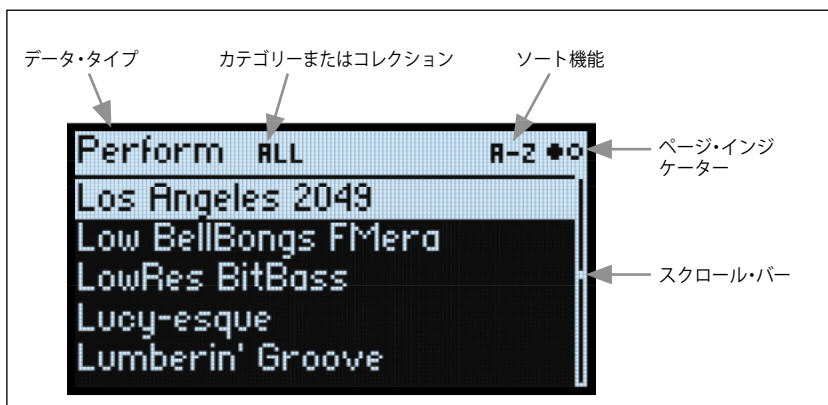 データ・タイプ
カテゴリーまたはコレクション
ソート機能
ページ・インジ
ケーター
Perform ALL A-Z
Los Angeles 2049
Low BellBongs FMera
LowRes BitBass
Lucy-esque
Lumberin' Groove
スクロール・バー